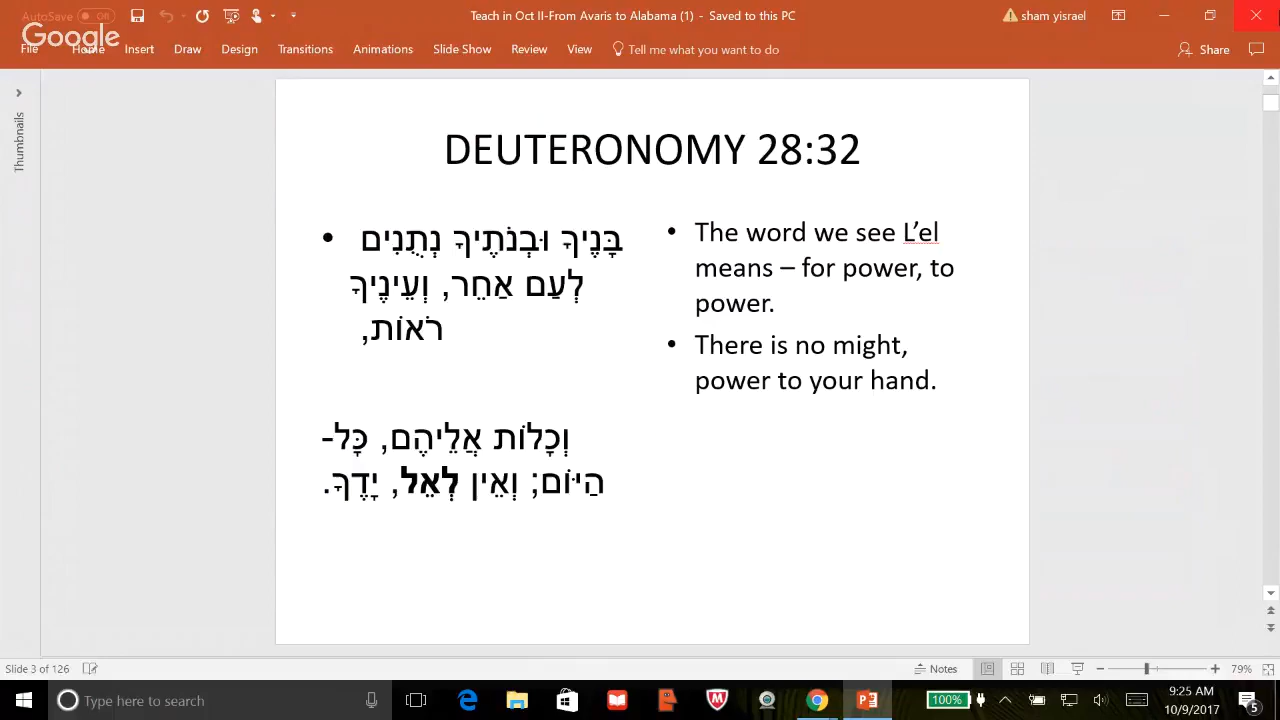 AutoSave On
Teach in Oct II-From Avaris to Alabama (1) - Saved to this PC
sham yisrael
Google
File Home Insert Draw Design Transitions Animations Slide Show Review View Tell me what you want to do
Share
Thumbnails
DEUTERONOMY 28:32
• בָּנֶיךָ וּבְנֹתֶיךָ נְתֻנִים
לְעַם אַחֵר, וְעֵינֶיךָ
רֹאוֹת,
וְכָלוֹת אֲלֵיהֶם, כָּל-
הַיּוֹם; וְאֵין לְאֵל, יָדֶךָ.
• The word we see L’el
means – for power, to
power.
• There is no might,
power to your hand.
Slide 3 of 126
Notes
79%
Type here to search
100%
9:25 AM
10/9/2017
5